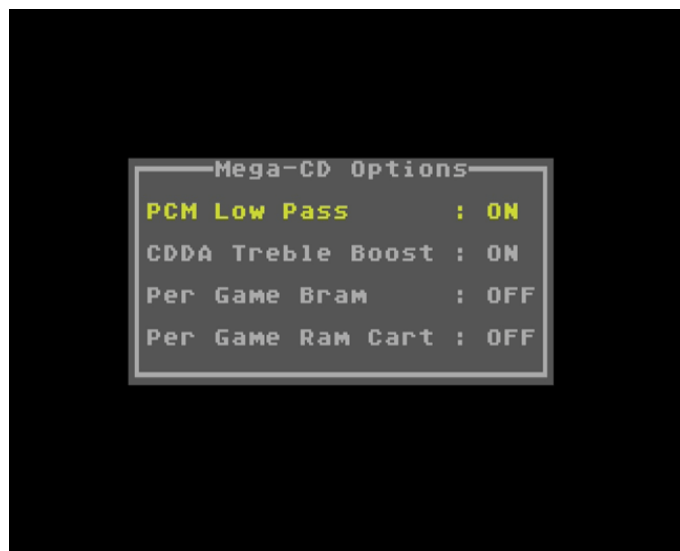 Mega-CD Options
PCM Low Pass : ON
CDDA Treble Boost : ON
Per Game Bram : OFF
Per Game Ram Cart : OFF